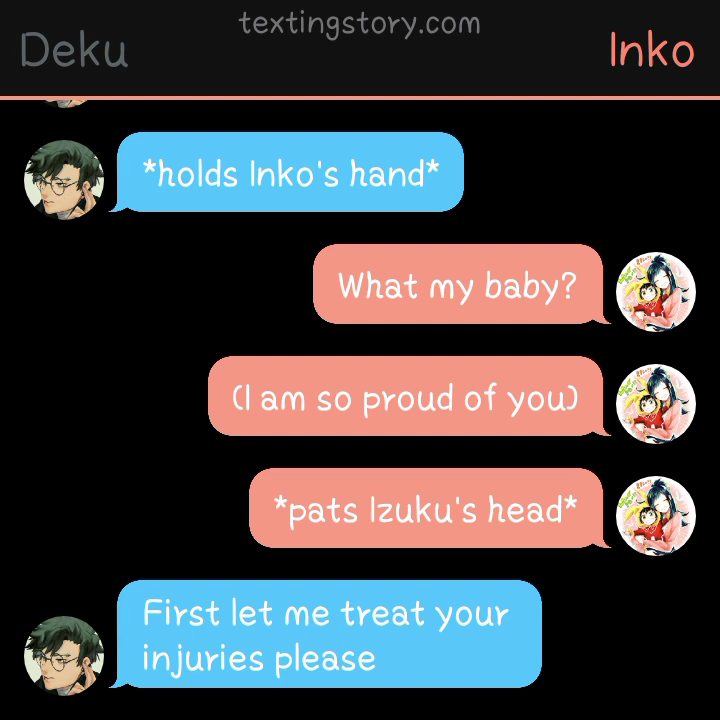 textingstory.com
Deku
Inko
*holds Inko's hand*
What my baby?
(I am so proud of you)
*pats Izuku's head*
First let me treat your
injuries please